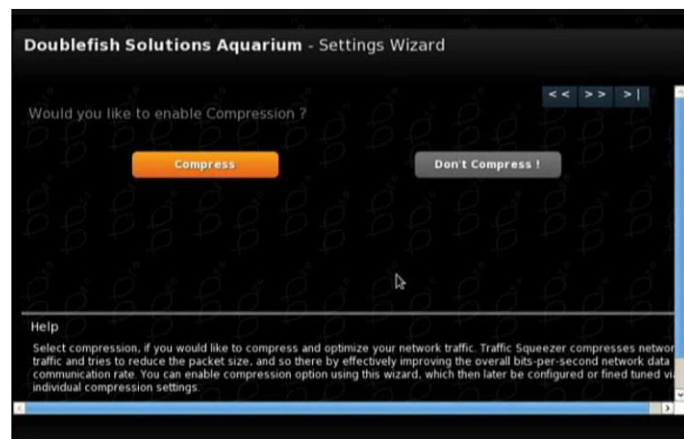 Doublefish Solutions Aquarium - Settings Wizard
<< >> >|
Would you like to enable Compression ?
Compress Don't Compress !
Help
Select compression, if you would like to compress and optimize your network traffic. Traffic Squeezer compresses networ
traffic and tries to reduce the packet size, and so there by effectively improving the overall bits-per-second network data
communication rate. You can enable compression option using this wizard, which then later be configured or fined tuned vi
individual compression settings.